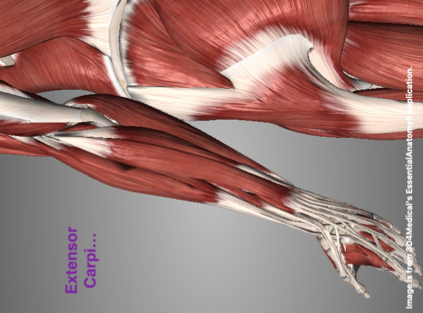 Extensor
Carpi...
Image is from 3D4Medical's EssentialAnatomy application.